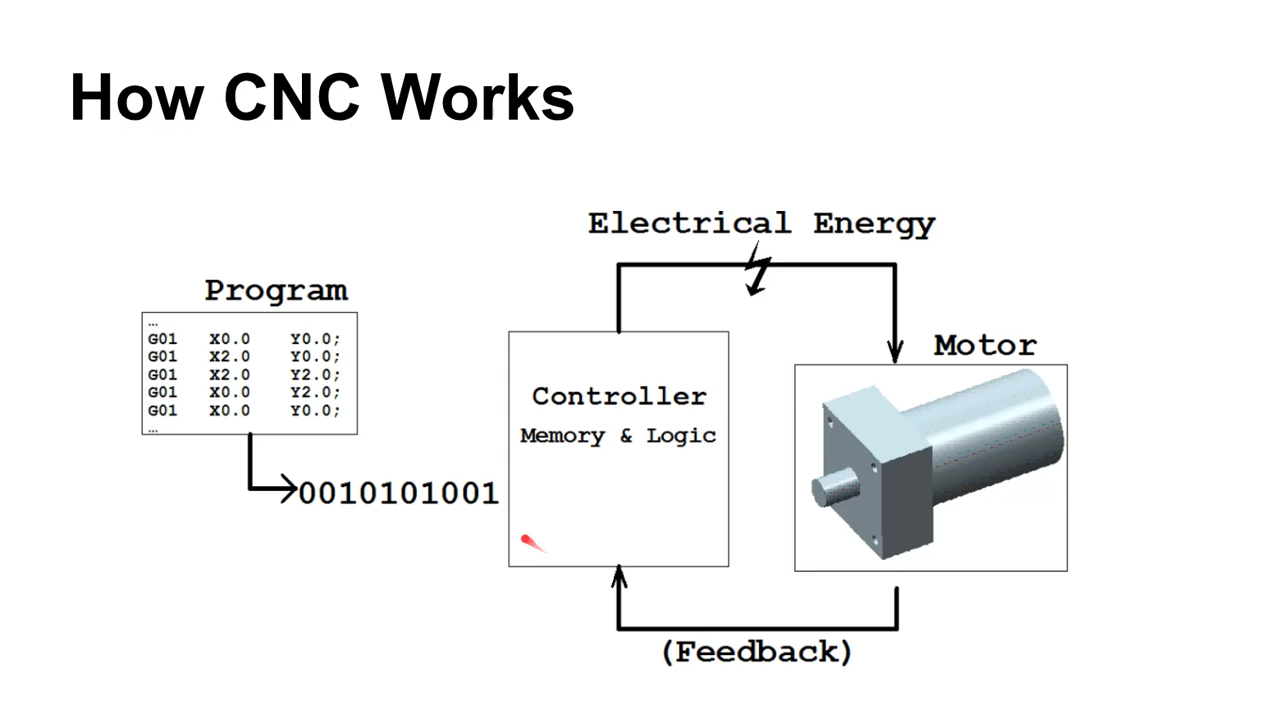 How CNC Works
Electrical Energy
Program
...
G01 X0.0 Y0.0;
G01 X2.0 Y0.0;
G01 X2.0 Y2.0;
G01 X0.0 Y2.0;
G01 X0.0 Y0.0;
...
0010101001
Controller
Memory & Logic
Motor
(Feedback)